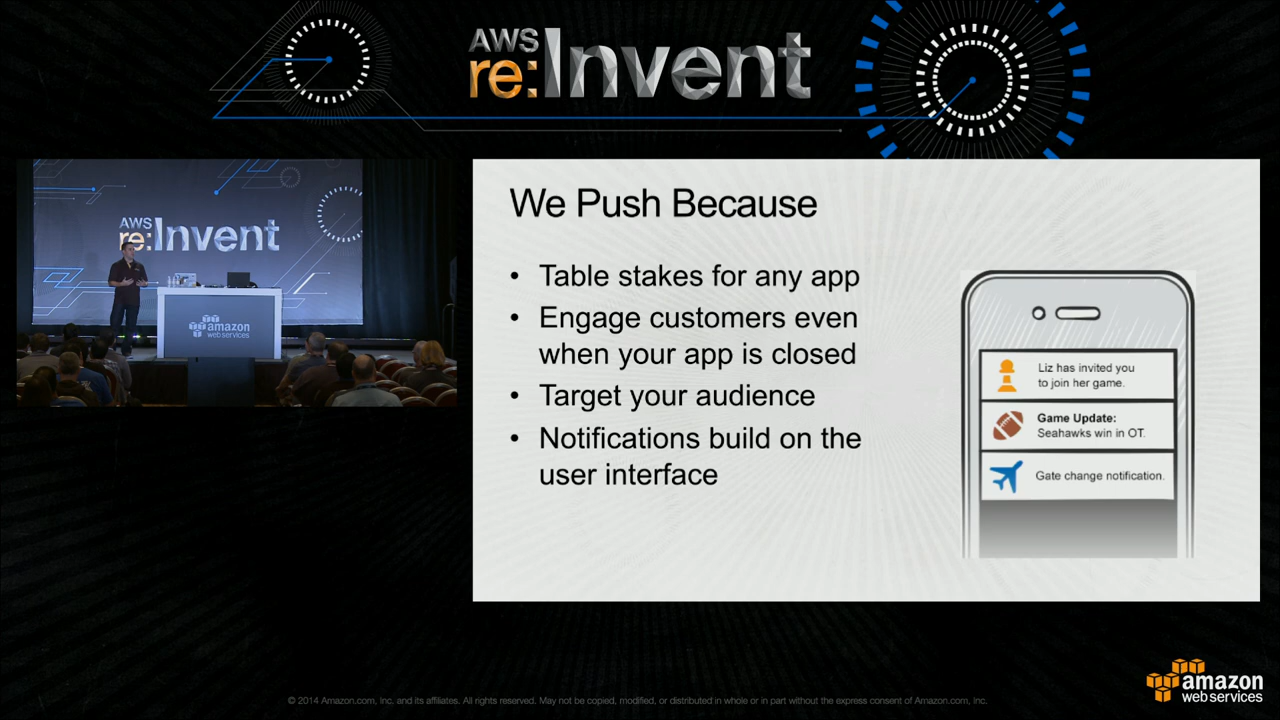 AWS
re:Invent
AWS
re:Invent
amazon
web services
We Push Because
• Table stakes for any app
• Engage customers even
when your app is closed
• Target your audience
• Notifications build on the
user interface
Liz has invited you
to join her game.
Game Update:
Seahawks win in OT.
Gate change notification.
amazon
web services
© 2014 Amazon.com, Inc. and its affiliates. All rights reserved. May not be copied, modified, or distributed in whole or in part without the express consent of Amazon.com, Inc.